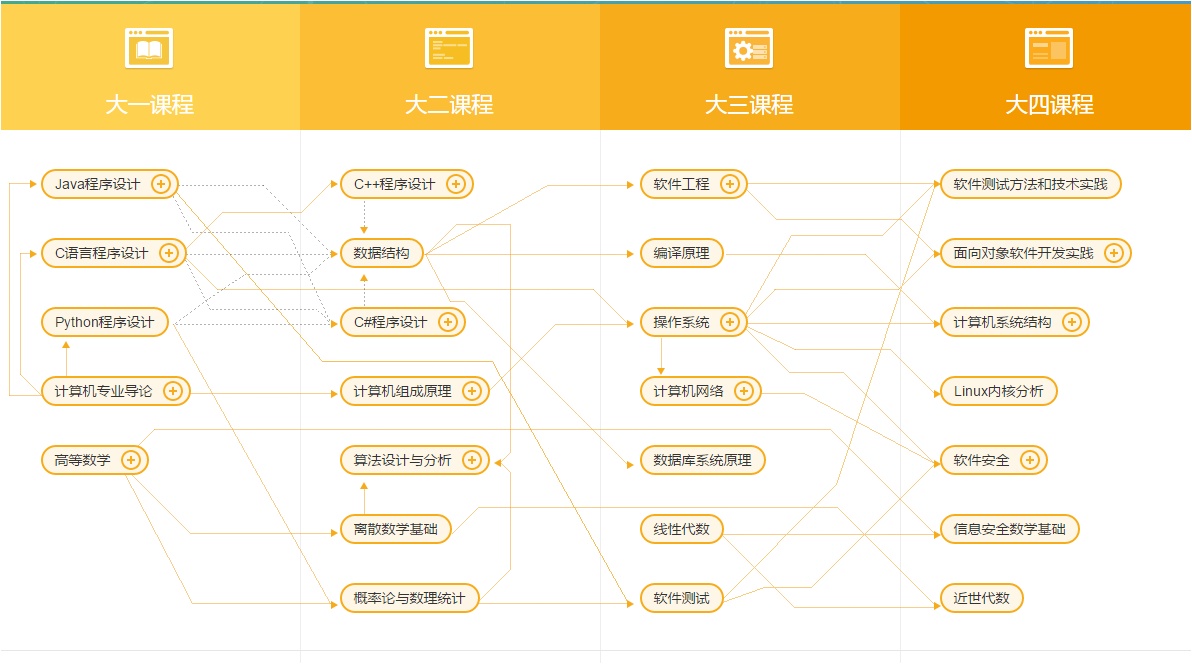 大一课程
大二课程
大三课程
大四课程
Java程序设计
C++程序设计
软件工程
软件测试方法和技术实践
C语言程序设计
数据结构
编译原理
面向对象软件开发实践
Python程序设计
C#程序设计
操作系统
计算机系统结构
计算机专业导论
计算机组成原理
计算机网络
Linux内核分析
高等数学
算法设计与分析
数据库系统原理
软件安全
离散数学基础
线性代数
信息安全数学基础
概率论与数理统计
软件测试
近世代数